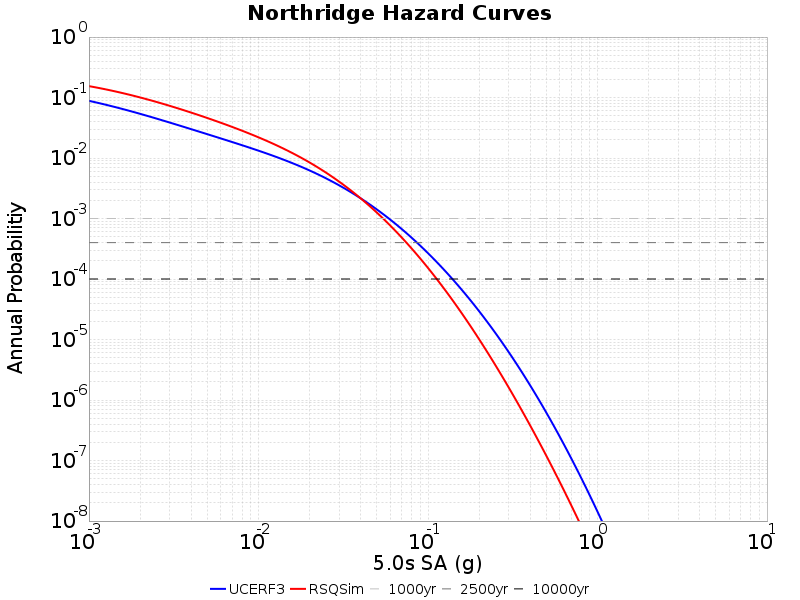 Northridge Hazard Curves
10^0
10^-1
10^-2
10^-3
10^-4
10^-5
10^-6
10^-7
10^-8
Annual Probabilitiy
10^-3 10^-2 10^-1 10^0 10^1
5.0s SA (g)
UCERF3 RSQSim 1000yr 2500yr 10000yr